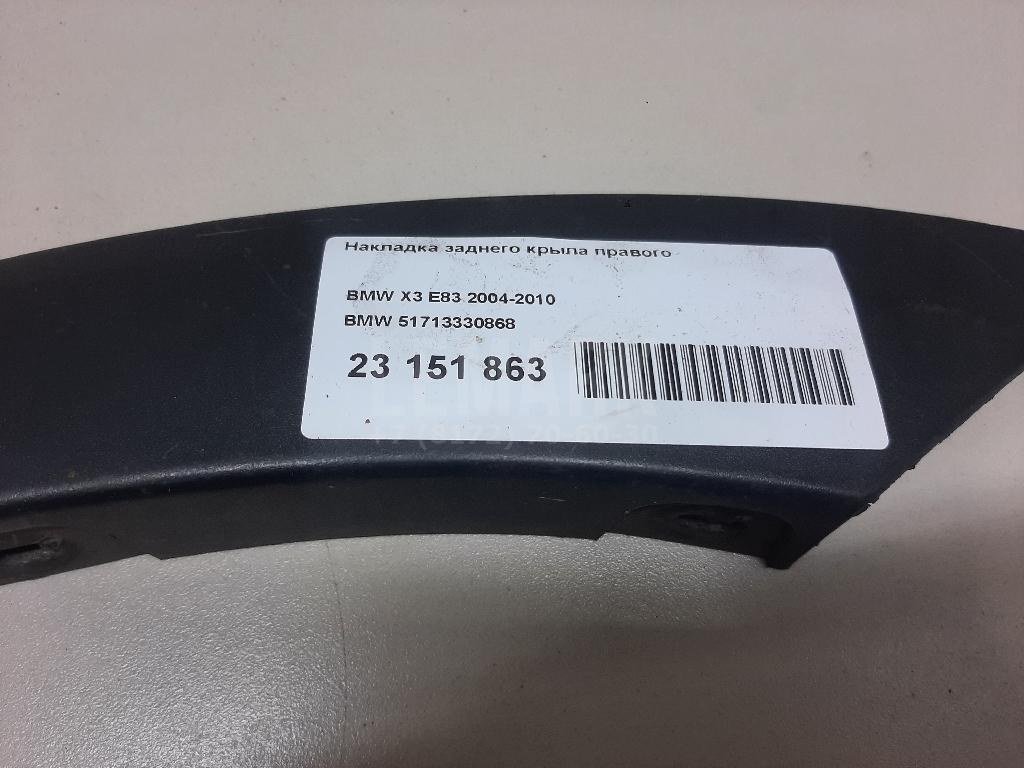 Накладка заднего крыла правого
BMW X3 E83 2004-2010
BMW 51713330868
23 151 863